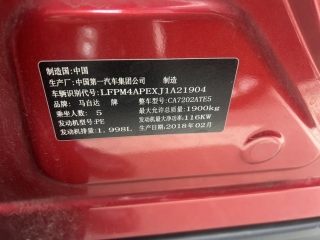 制造国:中国
生产厂:中国第一汽车集团公司 制造
车辆识别代号:LFPM4APEXJ1A21904
品牌:马自达 牌 整车型号:CA7202ATE5
乘坐人数:5 最大允许总质量:1900kg
发动机型号:PE 发动机最大净功率:116KW
发动机排量:1.998L 生产日期:2018年02月